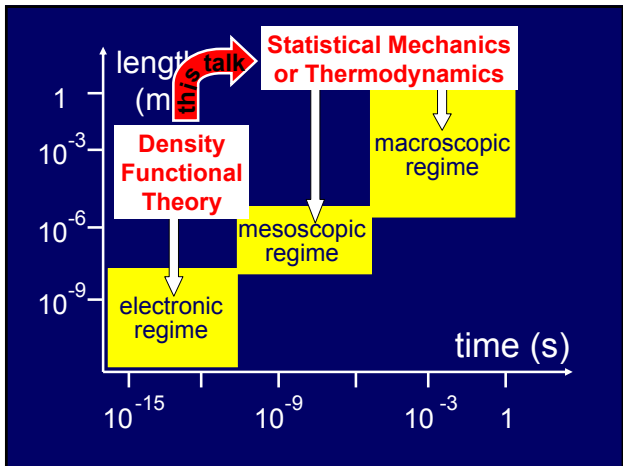 length
(m
this talk
Statistical Mechanics
or Thermodynamics
1
10-3
10-6
10-9
Density
Functional
Theory
macroscopic
regime
mesoscopic
regime
electronic
regime
time (s)
10-15
10-9
10-3
1